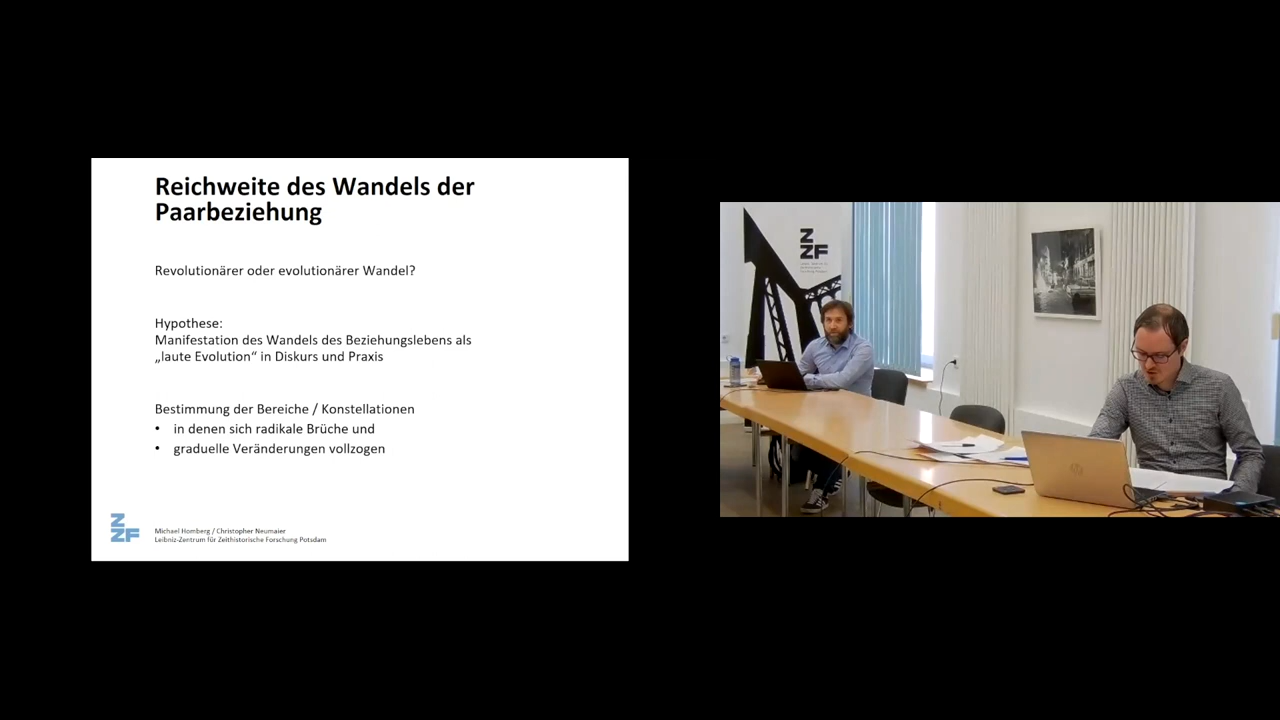 Reichweite des Wandels der
Paarbeziehung
Revolutionärer oder evolutionärer Wandel?
Hypothese:
Manifestation des Wandels des Beziehungslebens als
„laute Evolution“ in Diskurs und Praxis
Bestimmung der Bereiche / Konstellationen
• in denen sich radikale Brüche und
• graduelle Veränderungen vollzogen
Z
ZF
Michael Homberg / Christopher Neumaier
Leibniz-Zentrum für Zeithistorische Forschung Potsdam
Z
ZF